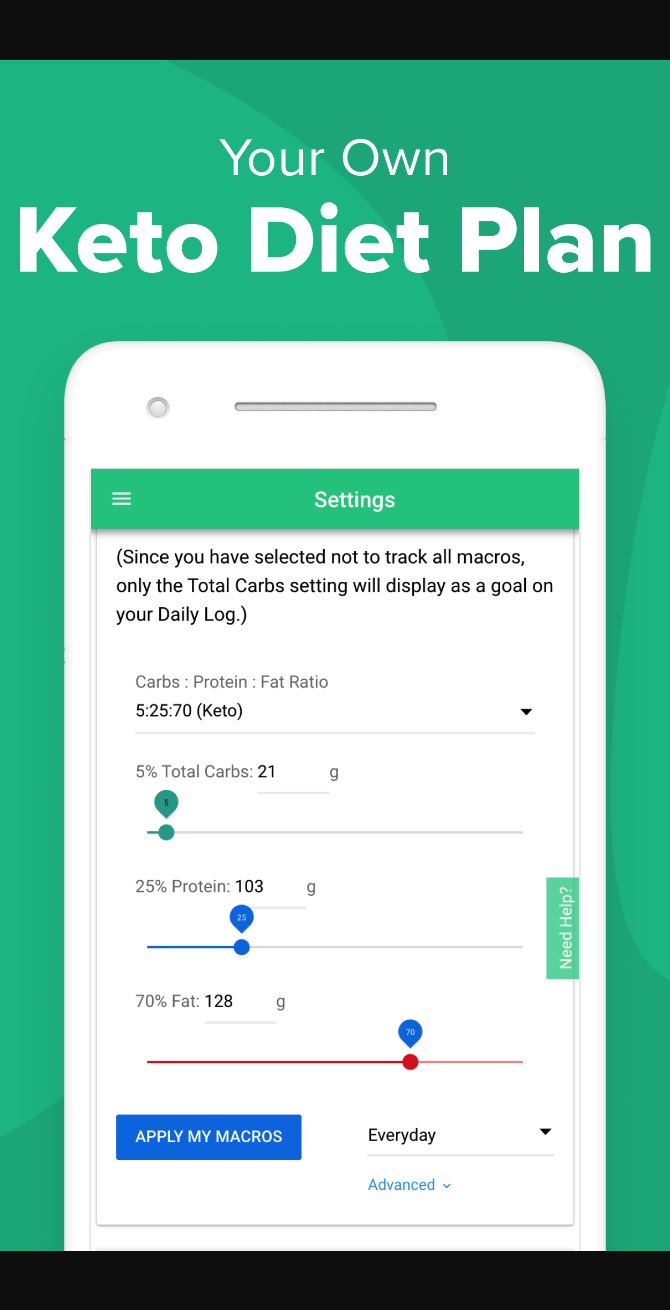 Your Own
Keto Diet Plan
Settings
(Since you have selected not to track all macros,
only the Total Carbs setting will display as a goal on
your Daily Log.)
Carbs : Protein : Fat Ratio
5:25:70 (Keto)
5% Total Carbs: 21 g
5
25% Protein: 103 g
25
Need Help?
70% Fat: 128 g
70
APPLY MY MACROS
Everyday
Advanced